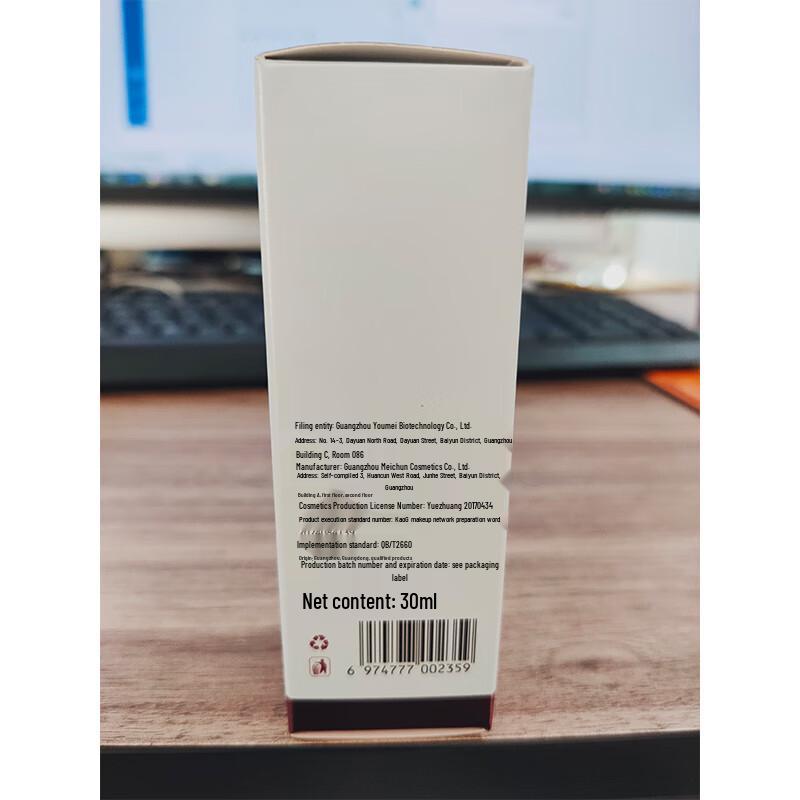 Filing entity: Guangzhou Youmei Biotechnology Co., Ltd.
Address: No. 14-3, Dayuan North Road, Dayuan Street, Baiyun District, Guangzhou
Building C, Room 086
Manufacturer: Guangzhou Meichun Cosmetics Co., Ltd.
Address: Self-compiled 3, Huancun West Road, Junhe Street, Baiyun District,
Guangzhou
Building A, first floor, second floor
Cosmetics Production License Number: Yuezhuang 20170434
Product execution standard number: KaoG makeup network preparation word
Implementation standard: QB/T2660
Origin: Guangzhou, Guangdong, qualified products
Production batch number and expiration date: see packaging
label
Net content: 30ml
6 974777 002359